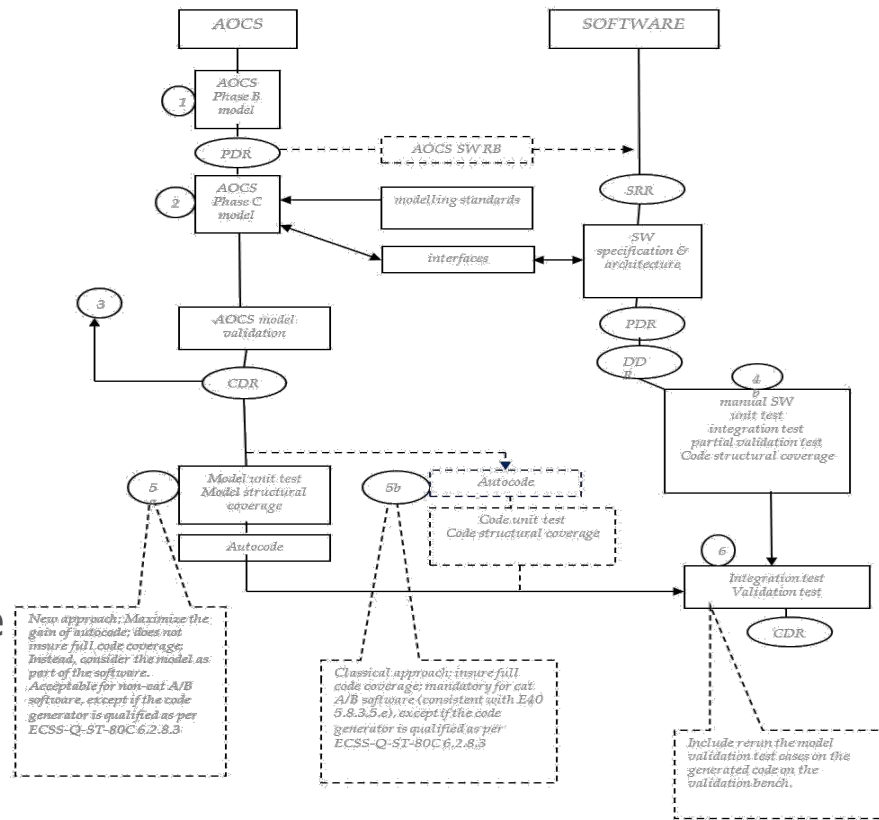 AOCS
SOFTWARE
1
AOCS
Phase B
model
PDR
AOCS SW RB
SRR
2
AOCS
Phase C
model
modelling standards
SW
specification &
architecture
interfaces
3
AOCS model
validation
PDR
CDR
DD
R
4
b
manual SW
unit test
integration test
partial validation test
Code structural coverage
5
Model unit test
Model structural
coverage
5b
Autocode
Code unit test
Code structural coverage
Autocode
6
Integration test
Validation test
CDR
e
New approach; Maximize the
gain of autocode; does not
insure full code coverage;
Instead, consider the model as
part of the software.
Acceptable for non-cat A/B
software, except if the code
generator is qualified as per
ECSS-Q-ST-80C 6.2.8.3
Classical approach; insure full
code coverage; mandatory for cat
A/B software (consistent with E40
5.8.3.5.e), except if the code
generator is qualified as per
ECSS-Q-ST-80C 6.2.8.3
Include rerun the model
validation test cases on the
generated code on the
validation bench.